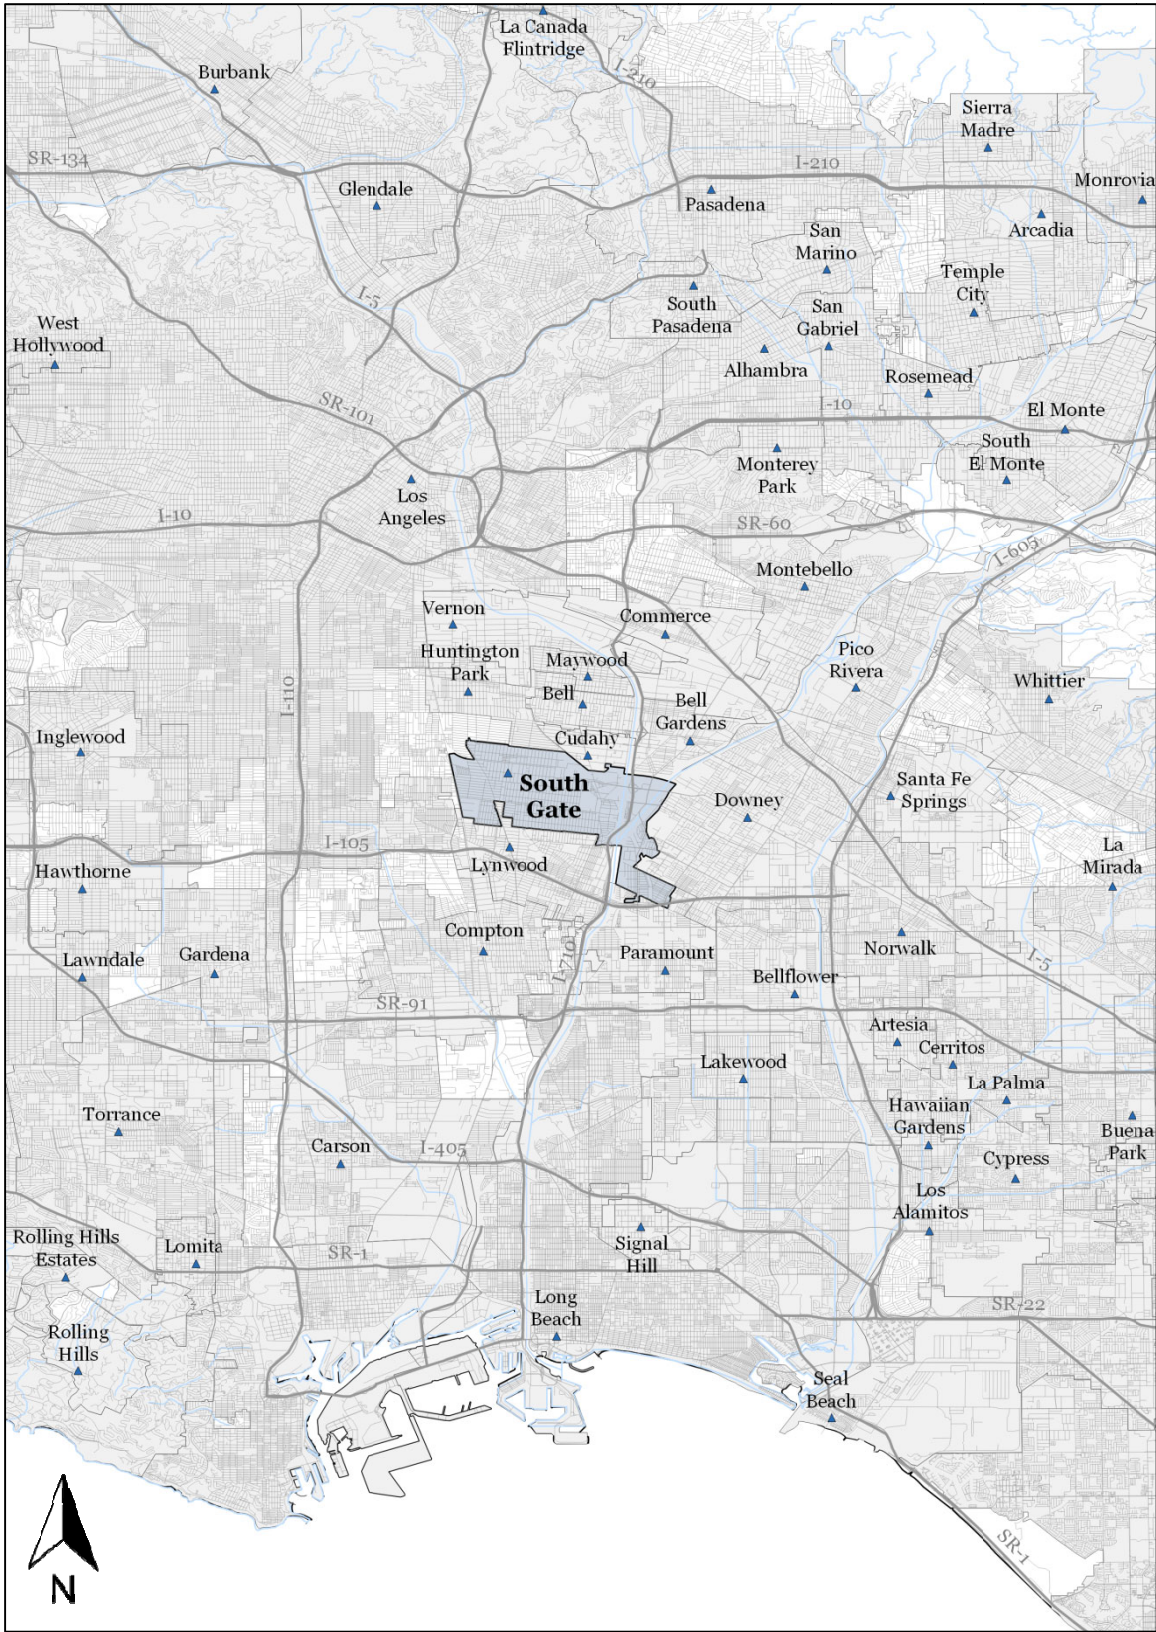 La Canada
Flintridge
Burbank
I-210
Sierra
Madre
SR-134
I-210
Glendale
Pasadena
Monrovia
San
Marino
Arcadia
Temple
City
I-5
South
Pasadena
San
Gabriel
West
Hollywood
Alhambra
Rosemead
SR-101
I-10
El Monte
South
El Monte
Monterey
Park
Los
Angeles
I-10
SR-60
I-605
Montebello
Vernon
Commerce
Huntington
Park
Maywood
Bell
Pico
Rivera
Whittier
I-110
Bell
Gardens
Inglewood
Cudahy
South
Gate
Santa Fe
Springs
Downey
I-105
Lynwood
La
Mirada
Hawthorne
Compton
Paramount
Norwalk
I-710
I-5
Lawndale
Gardena
Bellflower
SR-91
Artesia
Cerritos
Lakewood
La Palma
Hawaiian
Gardens
Torrance
Buena
Park
Carson
I-405
Cypress
Los
Alamitos
Rolling Hills
Estates
Lomita
SR-1
Signal
Hill
Long
Beach
SR-22
Rolling
Hills
Seal
Beach
SR-1
N